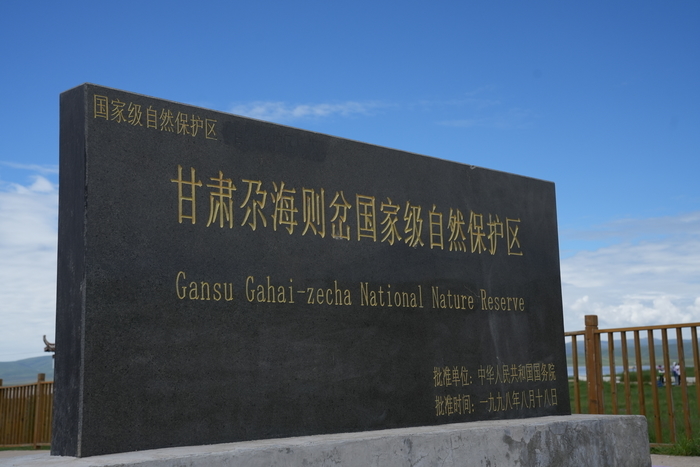 国家级自然保护区
甘肃尕海则岔国家级自然保护区
Gansu Gahai-zecha National Nature Reserve
批准单位：中华人民共和国国务院
批准时间：一九九八年八月十八日